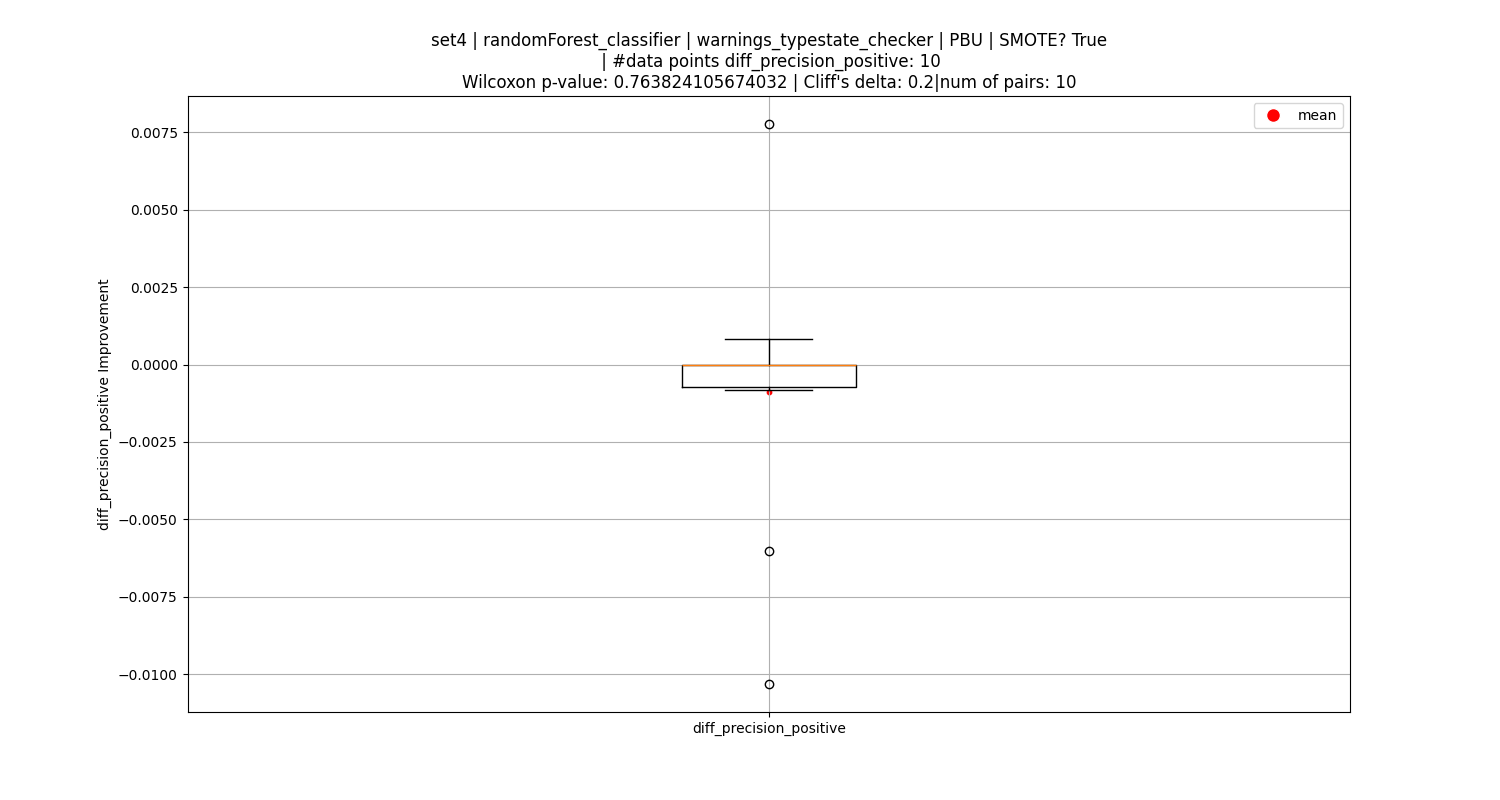 set4 | randomForest_classifier | warnings_typestate_checker | PBU | SMOTE? True
| #data points diff_precision_positive: 10
Wilcoxon p-value: 0.763824105674032 | Cliff's delta: 0.2|num of pairs: 10
mean
0.0075
0.0050
0.0025
0.0000
−0.0025
−0.0050
−0.0075
−0.0100
diff_precision_positive Improvement
diff_precision_positive